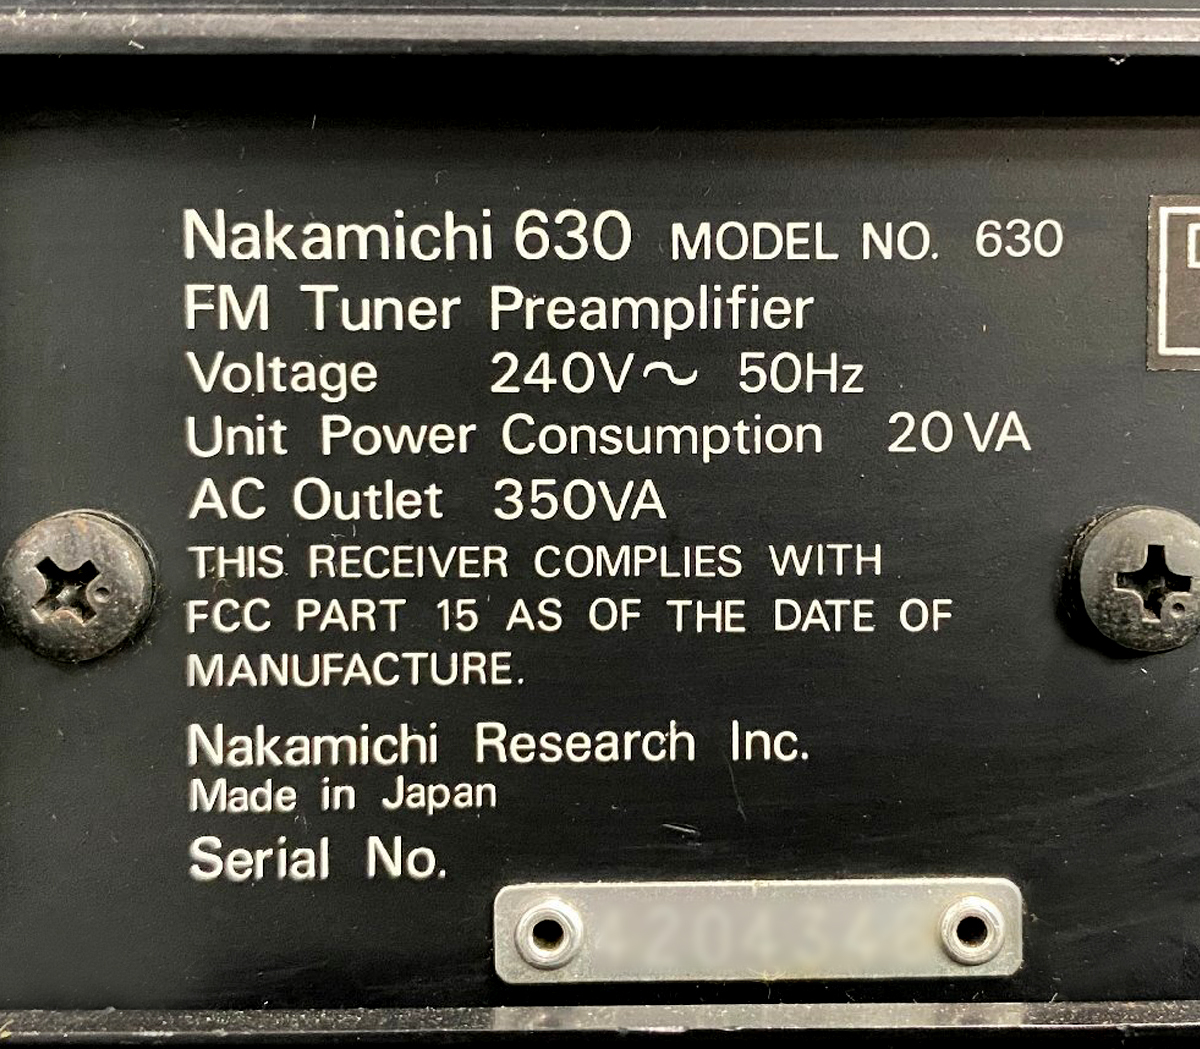 Nakamichi 630 MODEL NO. 630
FM Tuner Preamplifier
Voltage 240V～ 50Hz
Unit Power Consumption 20VA
AC Outlet 350VA
THIS RECEIVER COMPLIES WITH
FCC PART 15 AS OF THE DATE OF
MANUFACTURE.
Nakamichi Research Inc.
Made in Japan
Serial No.